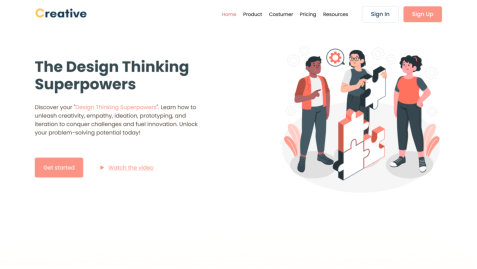 Creative
Home Product Costumer Pricing Resources Sign In Sign Up
The Design Thinking
Superpowers
Discover your "Design Thinking Superpowers". Learn how to
unleash creativity, empathy, ideation, prototyping, and
iteration to conquer challenges and fuel innovation. Unlock
your problem-solving potential today!
Get started Watch the video